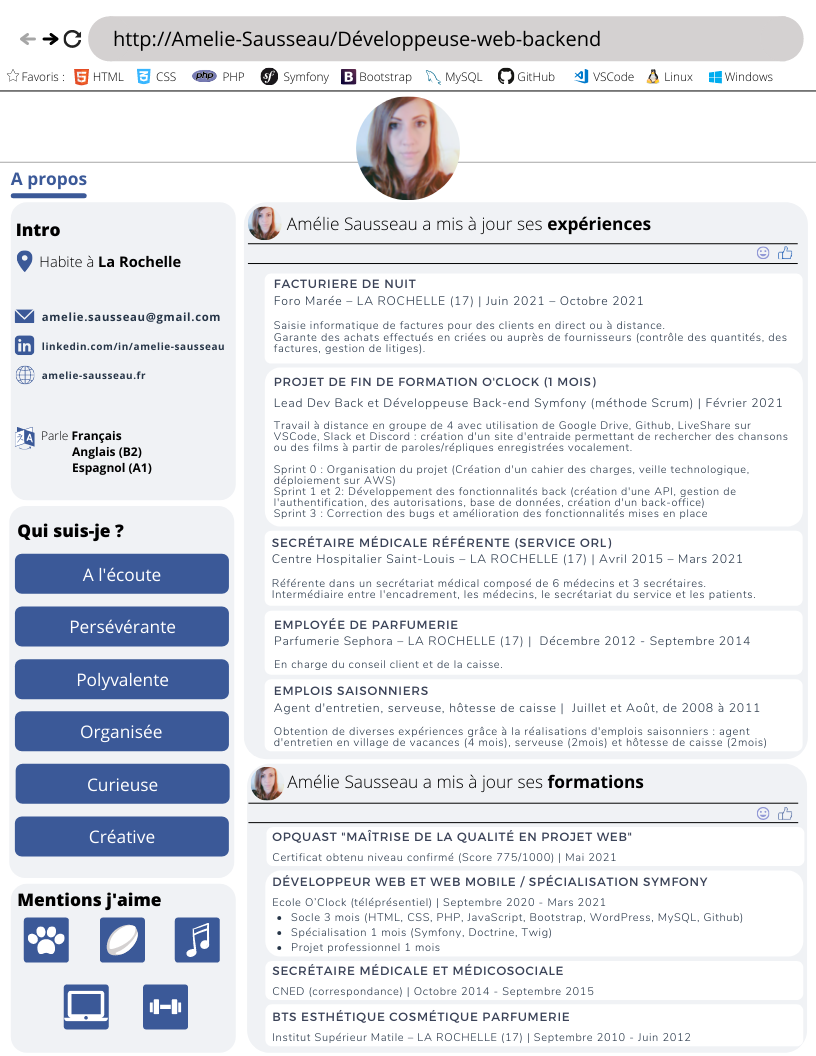 http://Amelie-Sausseau/Développeuse-web-backend
Favoris : HTML CSS php PHP sf Symfony B Bootstrap MySQL GitHub VSCode Linux Windows
A propos
Intro
Habite à La Rochelle
amelie.sausseau@gmail.com
in linkedin.com/in/amelie-sausseau
amelie-sausseau.fr
Parle Français
Anglais (B2)
Espagnol (A1)
Qui suis-je ?
A l'écoute
Persévérante
Polyvalente
Organisée
Curieuse
Créative
Mentions j'aime
Amélie Sausseau a mis à jour ses expériences
FACTURIERE DE NUIT
Foro Marée – LA ROCHELLE (17) | Juin 2021 – Octobre 2021
Saisie informatique de factures pour des clients en direct ou à distance.
Garante des achats effectués en criées ou auprès de fournisseurs (contrôle des quantités, des
factures, gestion de litiges).
PROJET DE FIN DE FORMATION O'CLOCK (1 MOIS)
Lead Dev Back et Développeuse Back-end Symfony (méthode Scrum) | Février 2021
Travail à distance en groupe de 4 avec utilisation de Google Drive, Github, LiveShare sur
VSCode, Slack et Discord : création d'un site d'entraide permettant de rechercher des chansons
ou des films à partir de paroles/répliques enregistrées vocalement.
Sprint 0 : Organisation du projet (Création d'un cahier des charges, veille technologique,
déploiement sur AWS)
Sprint 1 et 2: Développement des fonctionnalités back (création d'une API, gestion de
l'authentification, des autorisations, base de données, création d'un back-office)
Sprint 3 : Correction des bugs et amélioration des fonctionnalités mises en place
SECRÉTAIRE MÉDICALE RÉFÉRENTE (SERVICE ORL)
Centre Hospitalier Saint-Louis – LA ROCHELLE (17) | Avril 2015 – Mars 2021
Référente dans un secrétariat médical composé de 6 médecins et 3 secrétaires.
Intermédiaire entre l'encadrement, les médecins, le secrétariat du service et les patients.
EMPLOYÉE DE PARFUMERIE
Parfumerie Sephora – LA ROCHELLE (17) | Décembre 2012 - Septembre 2014
En charge du conseil client et de la caisse.
EMPLOIS SAISONNIERS
Agent d'entretien, serveuse, hôtesse de caisse | Juillet et Août, de 2008 à 2011
Obtention de diverses expériences grâce à la réalisations d'emplois saisonniers : agent
d'entretien en village de vacances (4 mois), serveuse (2mois) et hôtesse de caisse (2mois)
Amélie Sausseau a mis à jour ses formations
OPQUAST "MAÎTRISE DE LA QUALITÉ EN PROJET WEB"
Certificat obtenu niveau confirmé (Score 775/1000) | Mai 2021
DÉVELOPPEUR WEB ET WEB MOBILE / SPÉCIALISATION SYMFONY
Ecole O'Clock (téléprésentiel) | Septembre 2020 - Mars 2021
• Socle 3 mois (HTML, CSS, PHP, JavaScript, Bootstrap, WordPress, MySQL, Github)
• Spécialisation 1 mois (Symfony, Doctrine, Twig)
• Projet professionnel 1 mois
SECRÉTAIRE MÉDICALE ET MÉDICOSOCIALE
CNED (correspondance) | Octobre 2014 - Septembre 2015
BTS ESTHÉTIQUE COSMÉTIQUE PARFUMERIE
Institut Supérieur Matile – LA ROCHELLE (17) | Septembre 2010 - Juin 2012